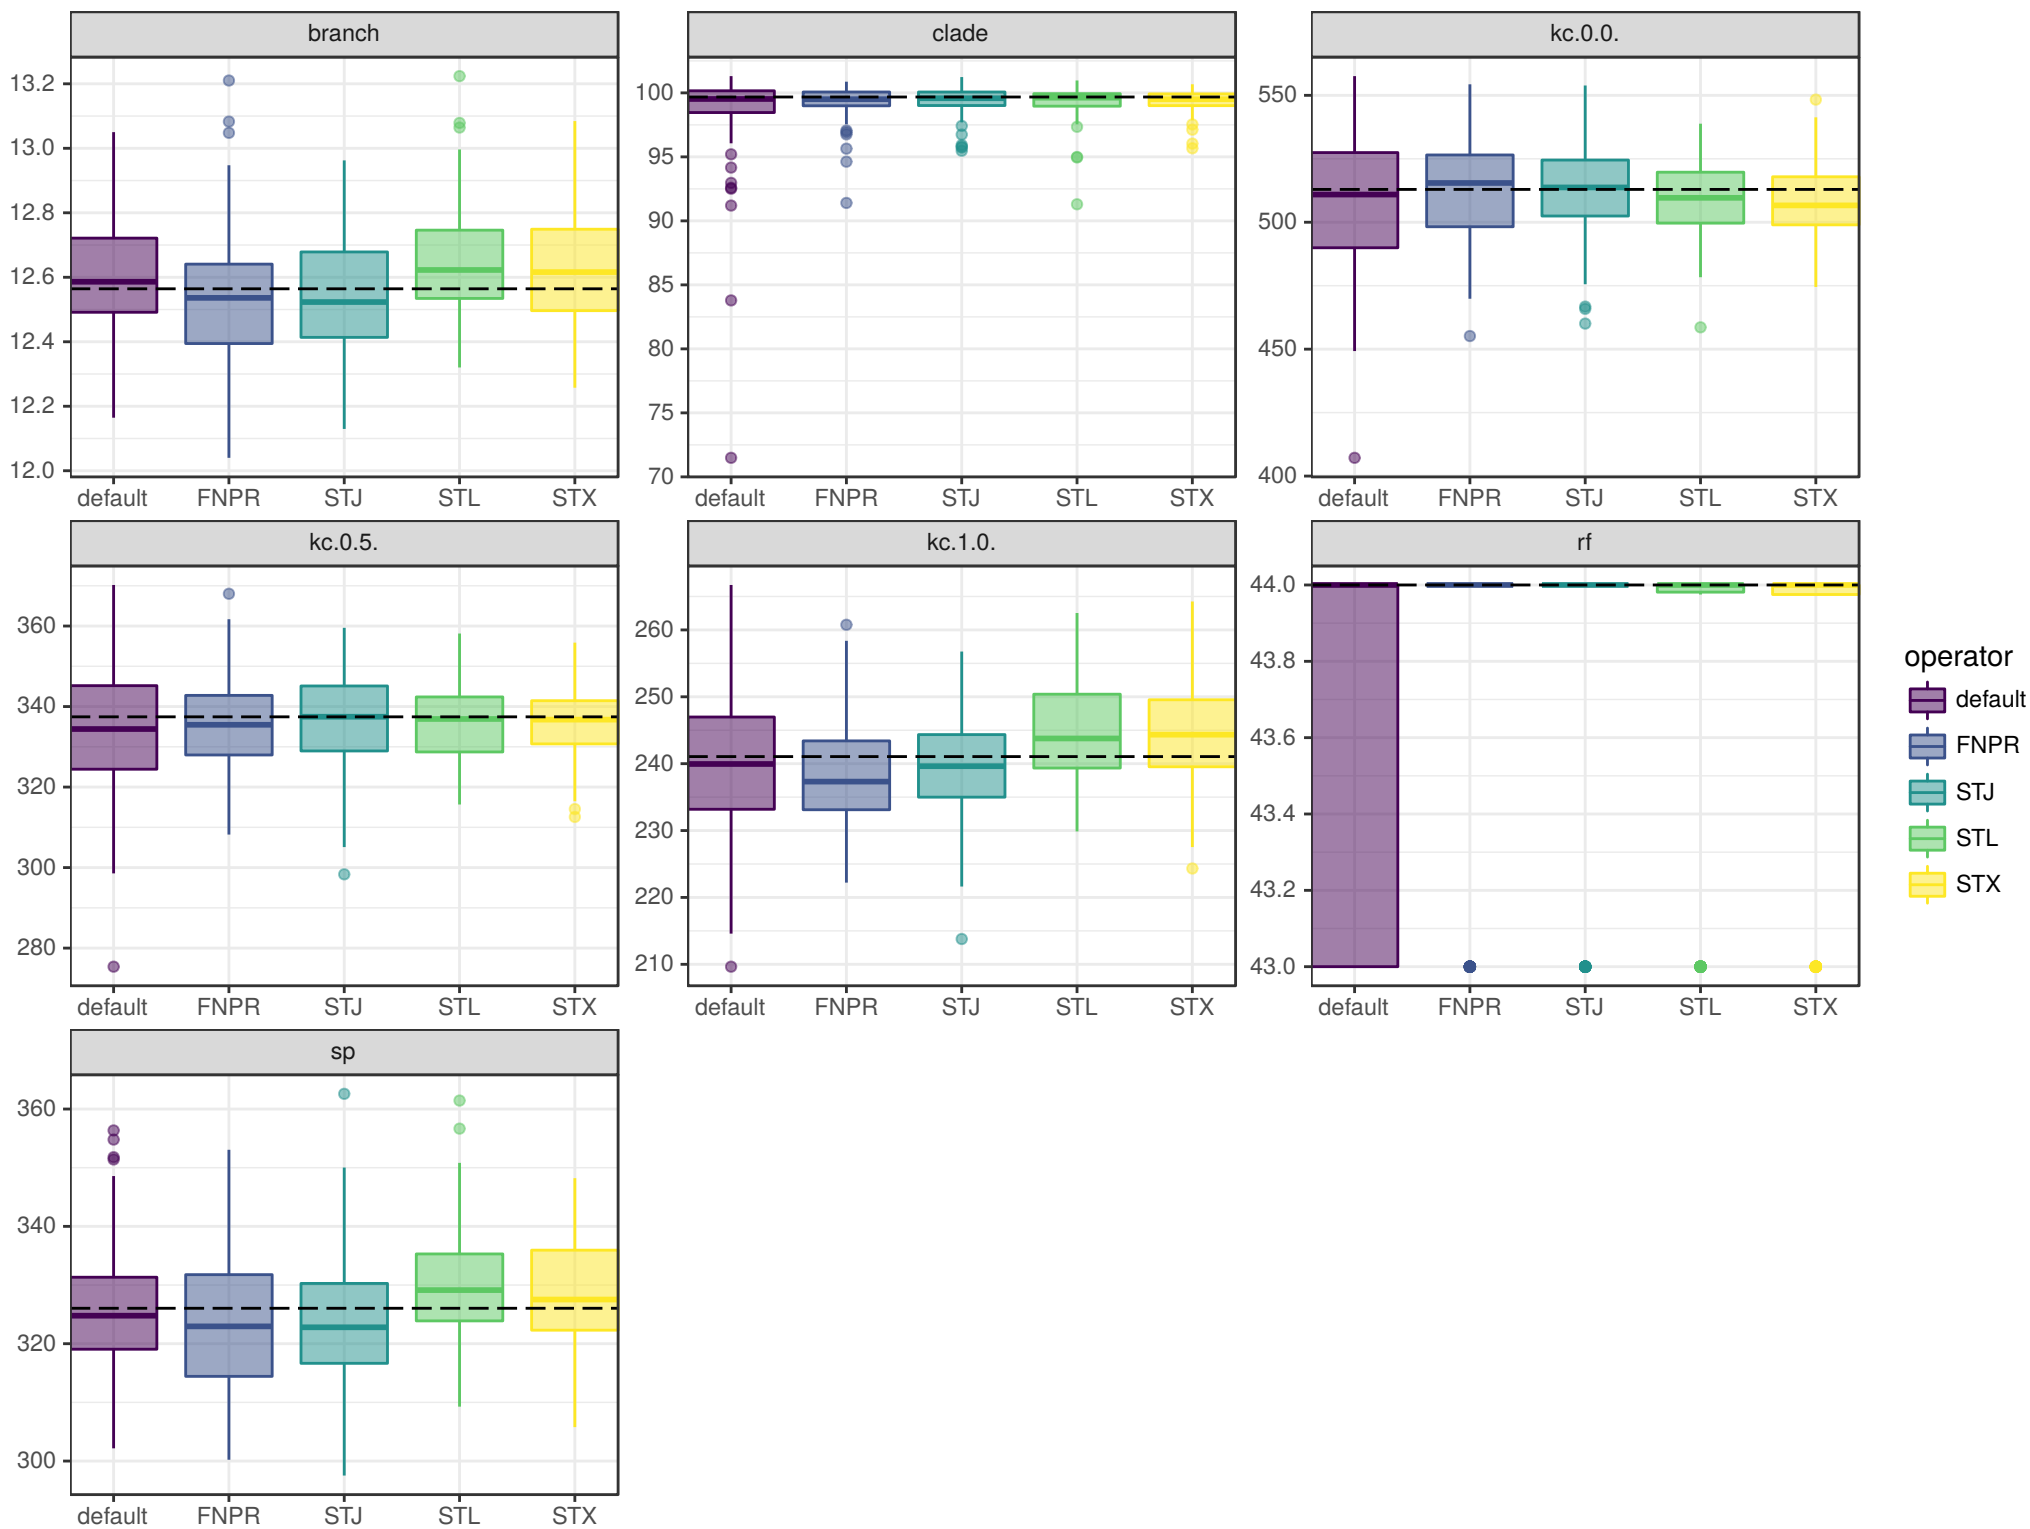 branch
clade
kc.0.0.
13.2
13.0
12.8
12.6
12.4
12.2
12.0
100
95
90
85
80
75
70
550
500
450
400
default FNPR STJ STL STX
default FNPR STJ STL STX
default FNPR STJ STL STX
kc.0.5.
kc.1.0.
rf
360
340
320
300
280
260
250
240
230
220
210
44.0
43.8
43.6
43.4
43.2
43.0
default FNPR STJ STL STX
default FNPR STJ STL STX
default FNPR STJ STL STX
operator
default
FNPR
STJ
STL
STX
sp
360
340
320
300
default FNPR STJ STL STX